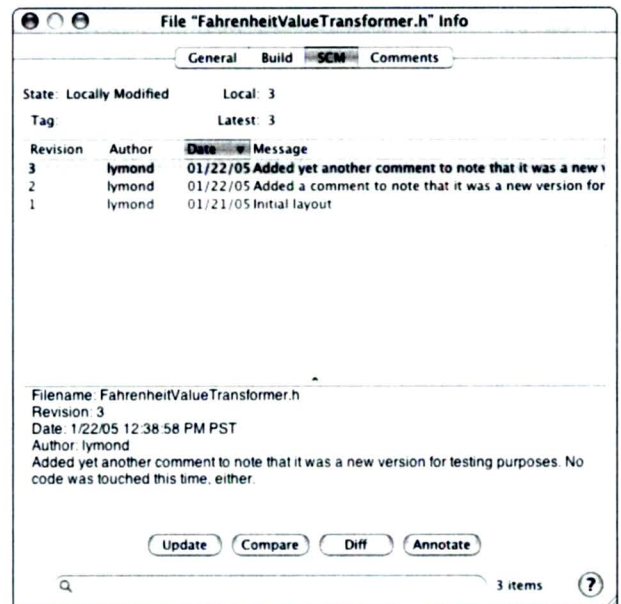 File "FahrenheitValueTransformer.h" Info
General Build SCM Comments
State: Locally Modified Local: 3
Tag: Latest: 3
Revision Author Date Message
3 lymond 01/22/05 Added yet another comment to note that it was a new
2 lymond 01/22/05 Added a comment to note that it was a new version for
1 lymond 01/21/05 Initial layout
Filename: FahrenheitValueTransformer.h
Revision: 3
Date: 1/22/05 12:38:58 PM PST
Author: lymond
Added yet another comment to note that it was a new version for testing purposes. No
code was touched this time, either.
Update Compare Diff Annotate
3 items ?